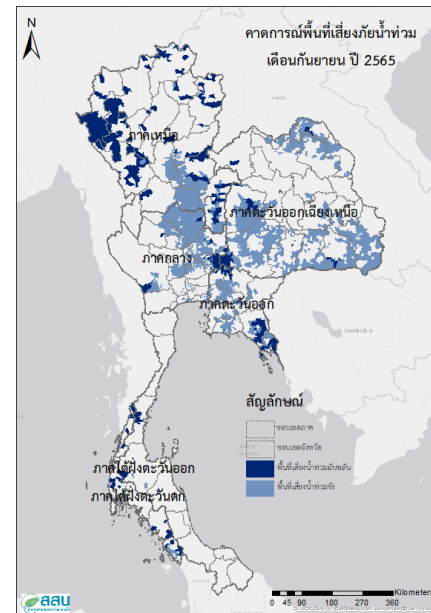 คาดการณ์พื้นที่เสี่ยงภัยน้ำท่วม
เดือนกันยายน ปี 2565
N
ภาคเหนือ
ภาคตะวันออกเฉียงเหนือ
ภาคกลาง
ภาคตะวันออก
CAMBODIA
สัญลักษณ์
ขอบเขตภาค
ขอบเขตจังหวัด
พื้นที่เสี่ยงน้ำท่วมฉับพลัน
พื้นที่เสี่ยงน้ำท่วมขัง
ภาคใต้ฝั่งตะวันออก
ภาคใต้ฝั่งตะวันตก
Kilometers
0 45 90 180 270 360
สสน